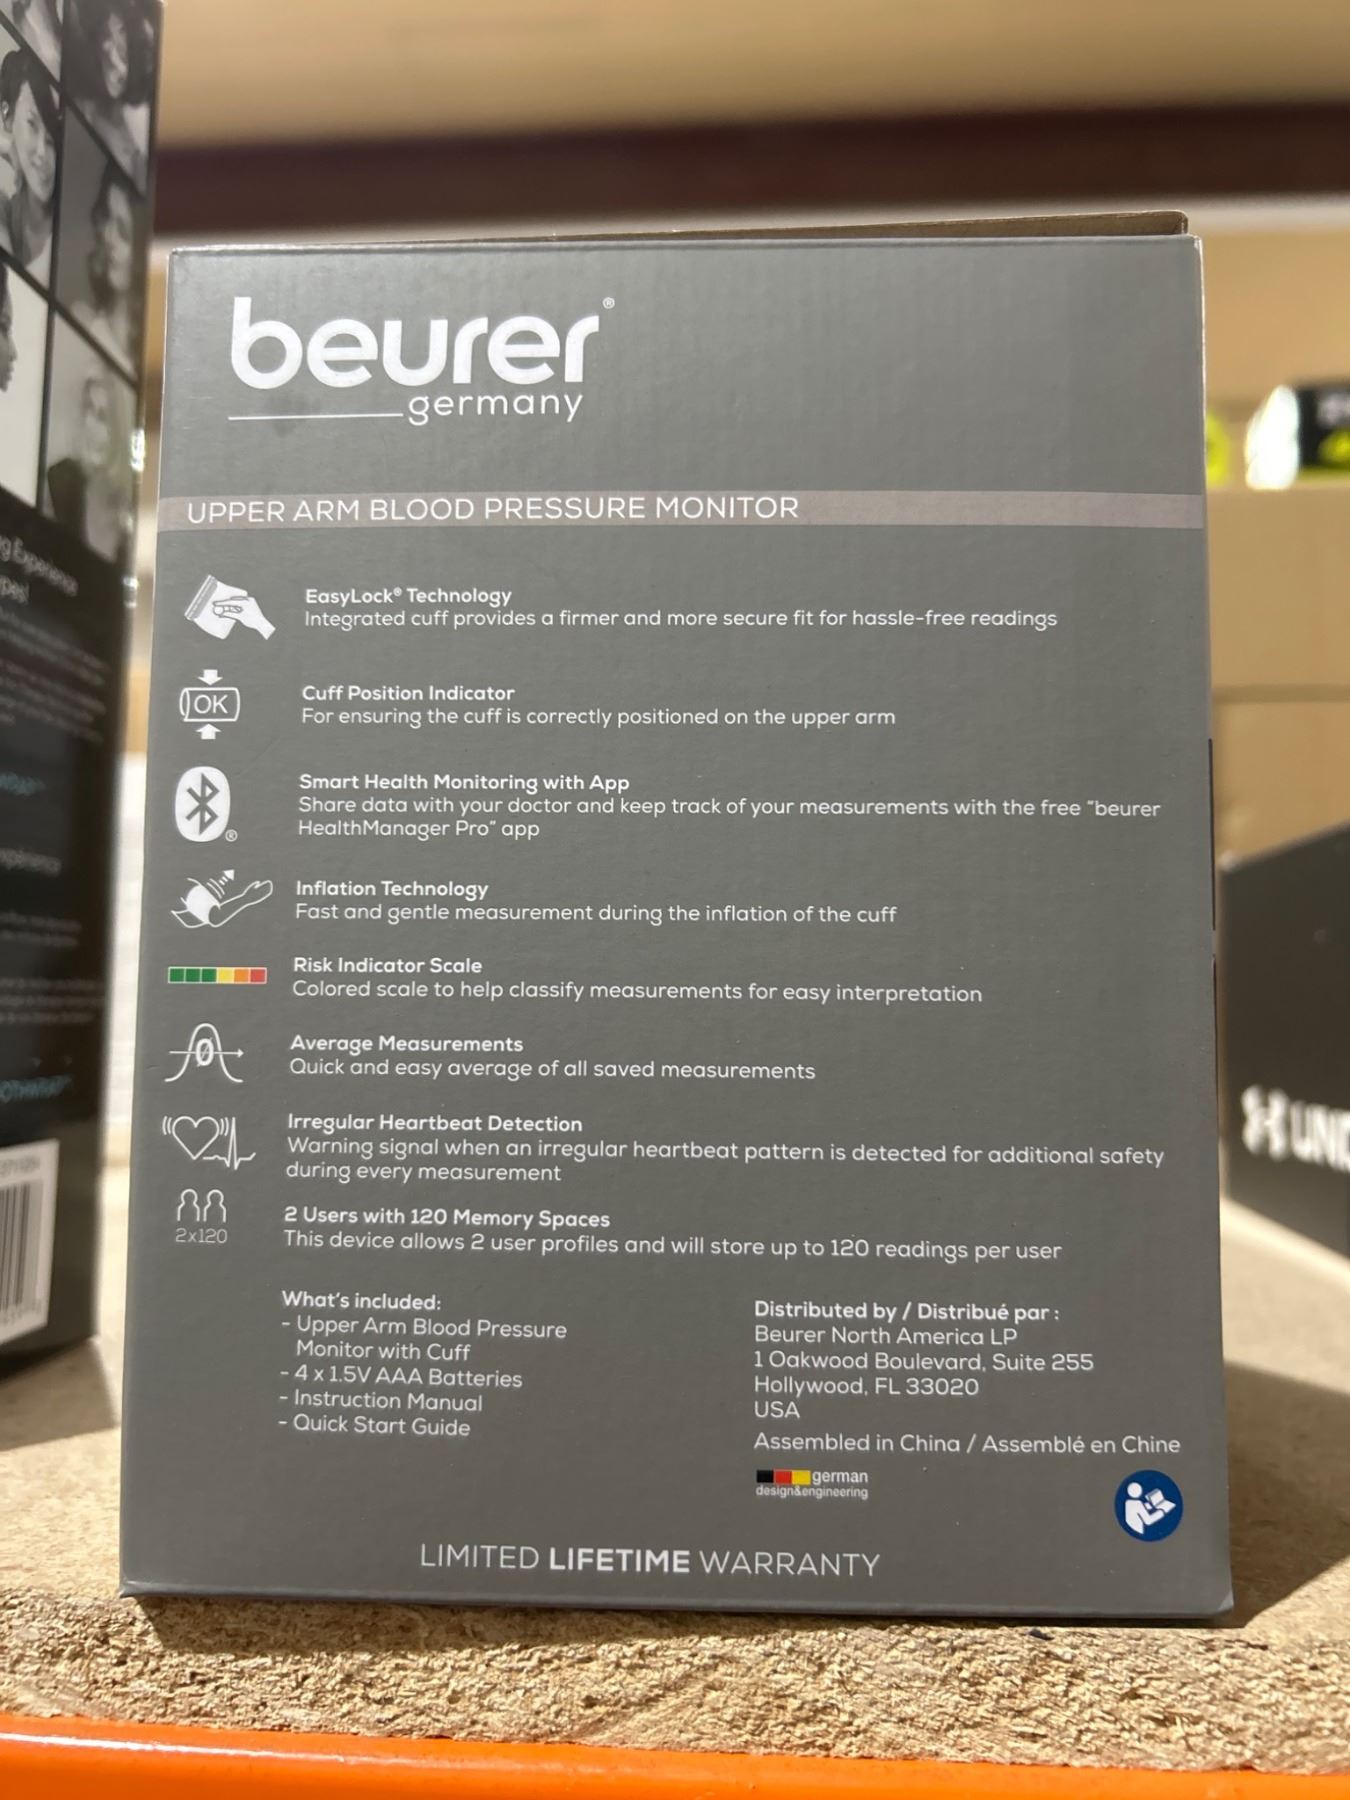 beurer®
germany
UPPER ARM BLOOD PRESSURE MONITOR
EasyLock® Technology
Integrated cuff provides a firmer and more secure fit for hassle-free readings
OK
Cuff Position Indicator
For ensuring the cuff is correctly positioned on the upper arm
Smart Health Monitoring with App
Share data with your doctor and keep track of your measurements with the free "beurer
HealthManager Pro" app
®
Inflation Technology
Fast and gentle measurement during the inflation of the cuff
Risk Indicator Scale
Colored scale to help classify measurements for easy interpretation
Average Measurements
Quick and easy average of all saved measurements
Irregular Heartbeat Detection
Warning signal when an irregular heartbeat pattern is detected for additional safety
during every measurement
2x120
2 Users with 120 Memory Spaces
This device allows 2 user profiles and will store up to 120 readings per user
What's included:
- Upper Arm Blood Pressure
Monitor with Cuff
- 4 x 1.5V AAA Batteries
- Instruction Manual
- Quick Start Guide
Distributed by / Distribué par :
Beurer North America LP
1 Oakwood Boulevard, Suite 255
Hollywood, FL 33020
USA
Assembled in China / Assemblé en Chine
german
design&engineering
LIMITED LIFETIME WARRANTY
Experience
UND